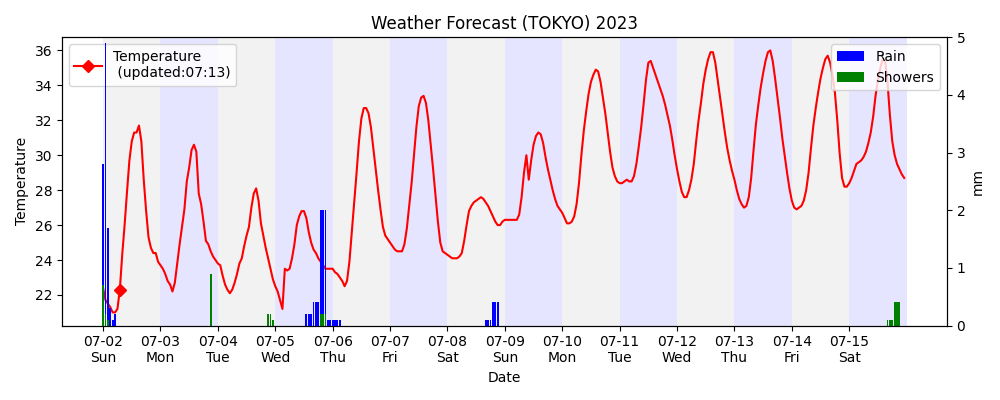 Weather Forecast (TOKYO) 2023
Temperature
(updated:07:13)
Rain
Showers
36
34
32
30
28
26
24
22
Temperature
5
4
3
2
1
0
mm
07-02 07-03 07-04 07-05 07-06 07-07 07-08 07-09 07-10 07-11 07-12 07-13 07-14 07-15
Sun Mon Tue Wed Thu Fri Sat Sun Mon Tue Wed Thu Fri Sat
Date